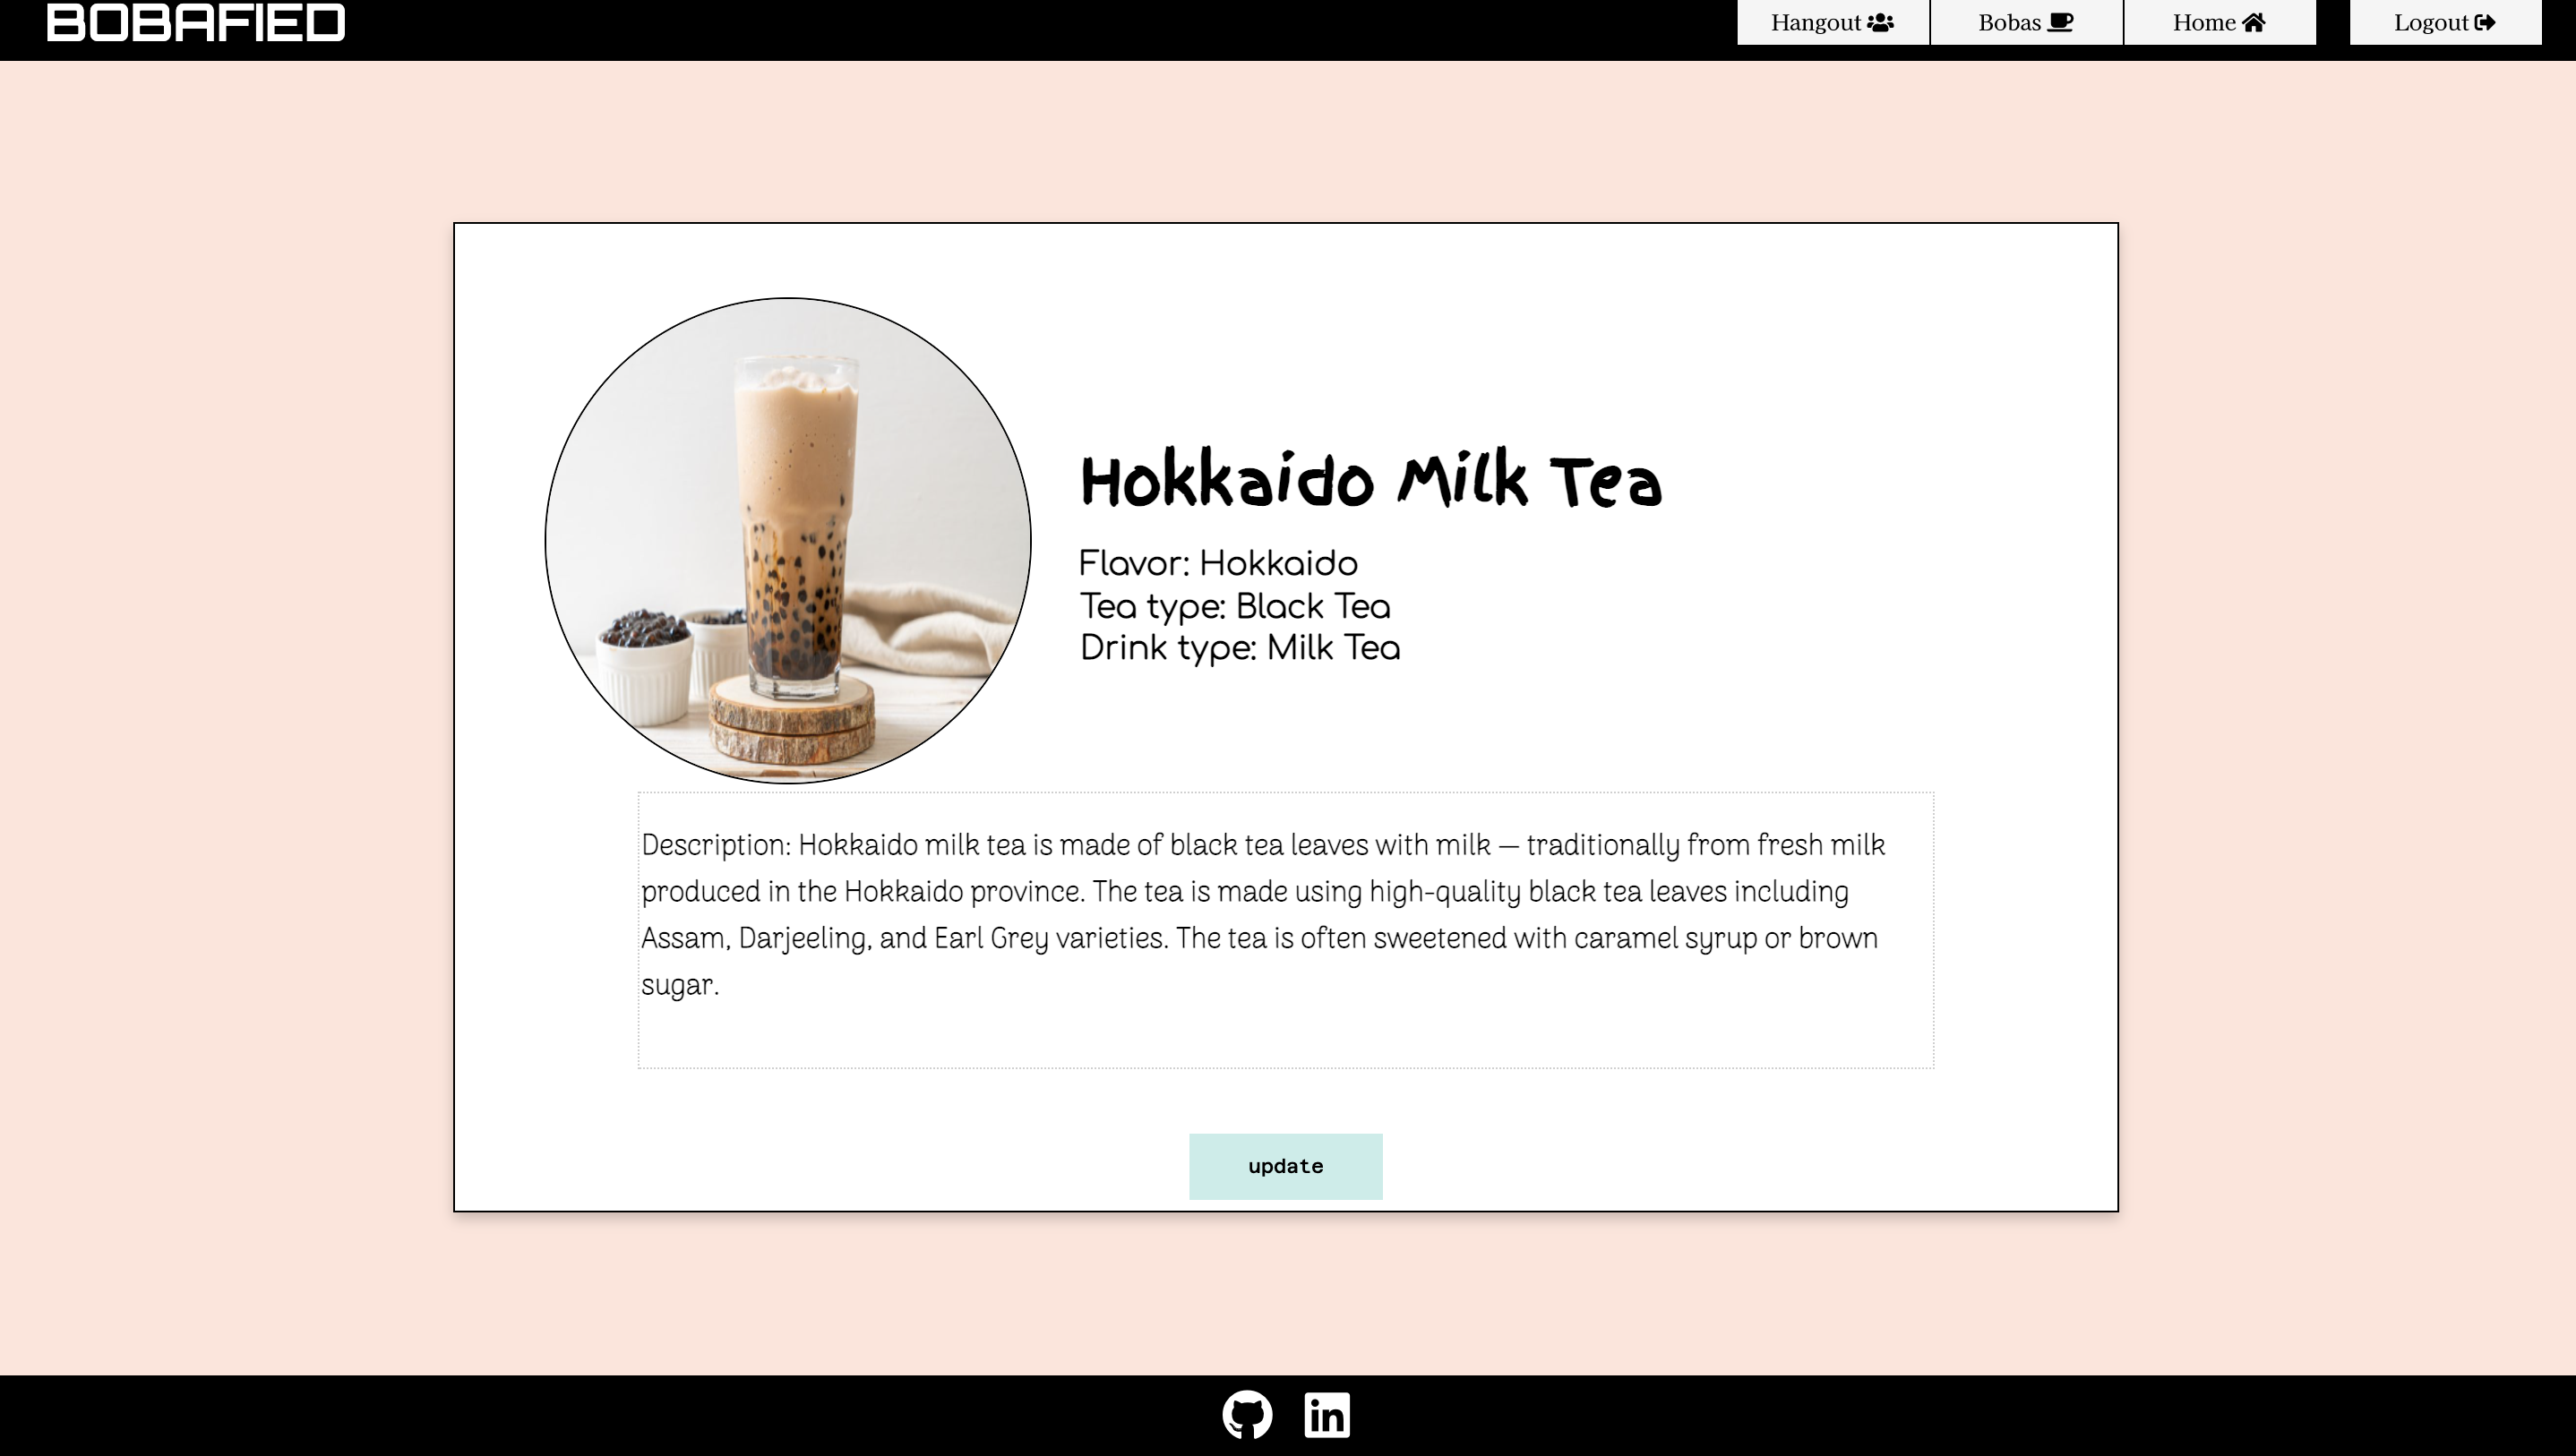 BOBAFIED
Hangout
Bobas
Home
Logout
Hokkaido Milk Tea
Flavor: Hokkaido
Tea type: Black Tea
Drink type: Milk Tea
Description: Hokkaido milk tea is made of black tea leaves with milk — traditionally from fresh milk
produced in the Hokkaido province. The tea is made using high-quality black tea leaves including
Assam, Darjeeling, and Earl Grey varieties. The tea is often sweetened with caramel syrup or brown
sugar.
update
in